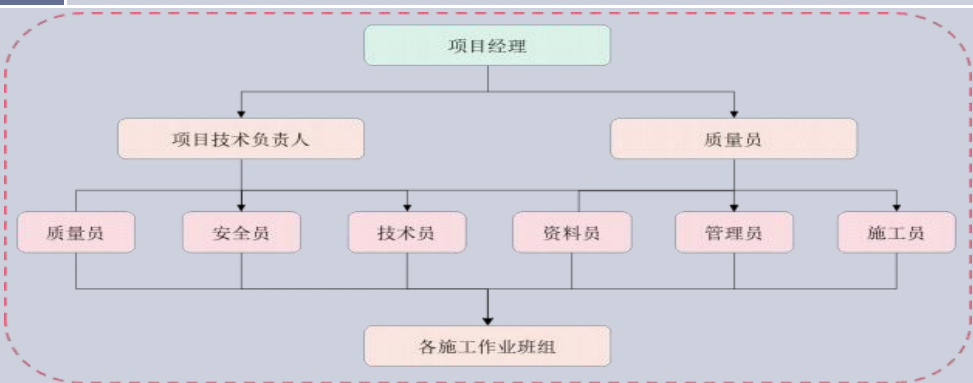 项目经理
项目技术负责人
质量员
质量员
安全员
技术员
资料员
管理员
施工员
各施工作业班组